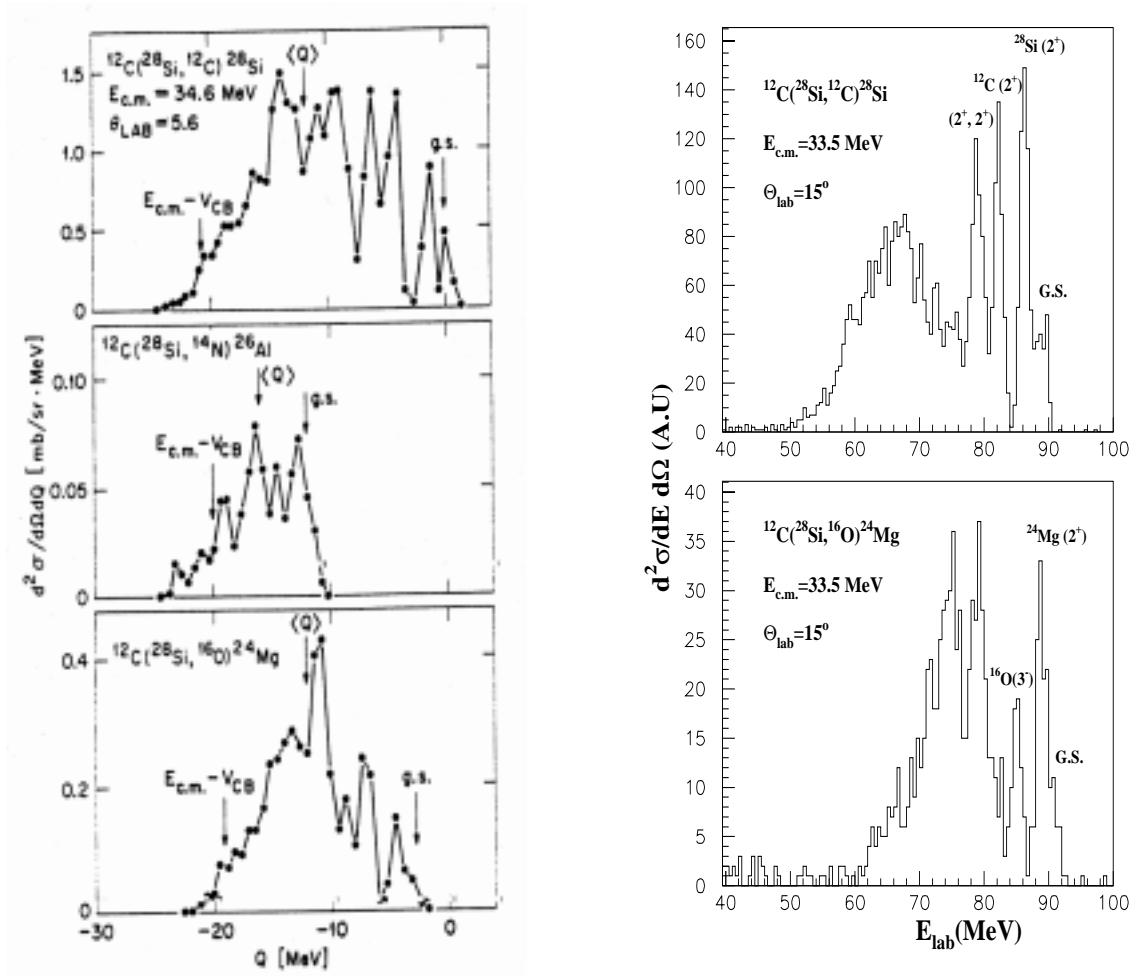 ¹²C(²⁸Si, ¹²C) ²⁸Si
⟨Q⟩
E_c.m. = 34.6 MeV
θ_LAB = 5.6
g.s.
E_c.m. - V_CB
1.5
1.0
0.5
0
-30
-20
-10
0
¹²C(²⁸Si, ¹⁴N) ²⁶Al
⟨Q⟩
g.s.
E_c.m. - V_CB
0.10
0.05
0
d²σ/dΩdQ [mb/sr·MeV]
⟨Q⟩
¹²C(²⁸Si, ¹⁶O) ²⁴Mg
E_c.m. - V_CB
g.s.
0.4
0.2
0
-30
-20
-10
0
Q [MeV]
²⁸Si (2⁺)
¹²C(²⁸Si,¹²C)²⁸Si
¹²C (2⁺)
(2⁺, 2⁺)
E_c.m.=33.5 MeV
Θ_lab=15°
G.S.
160
140
120
100
80
60
40
20
0
40
50
60
70
80
90
100
d²σ/dE dΩ (A.U)
¹²C(²⁸Si,¹⁶O)²⁴Mg
²⁴Mg (2⁺)
E_c.m.=33.5 MeV
Θ_lab=15°
¹⁶O(3⁻)
G.S.
40
35
30
25
20
15
10
5
0
40
50
60
70
80
90
100
E_lab(MeV)